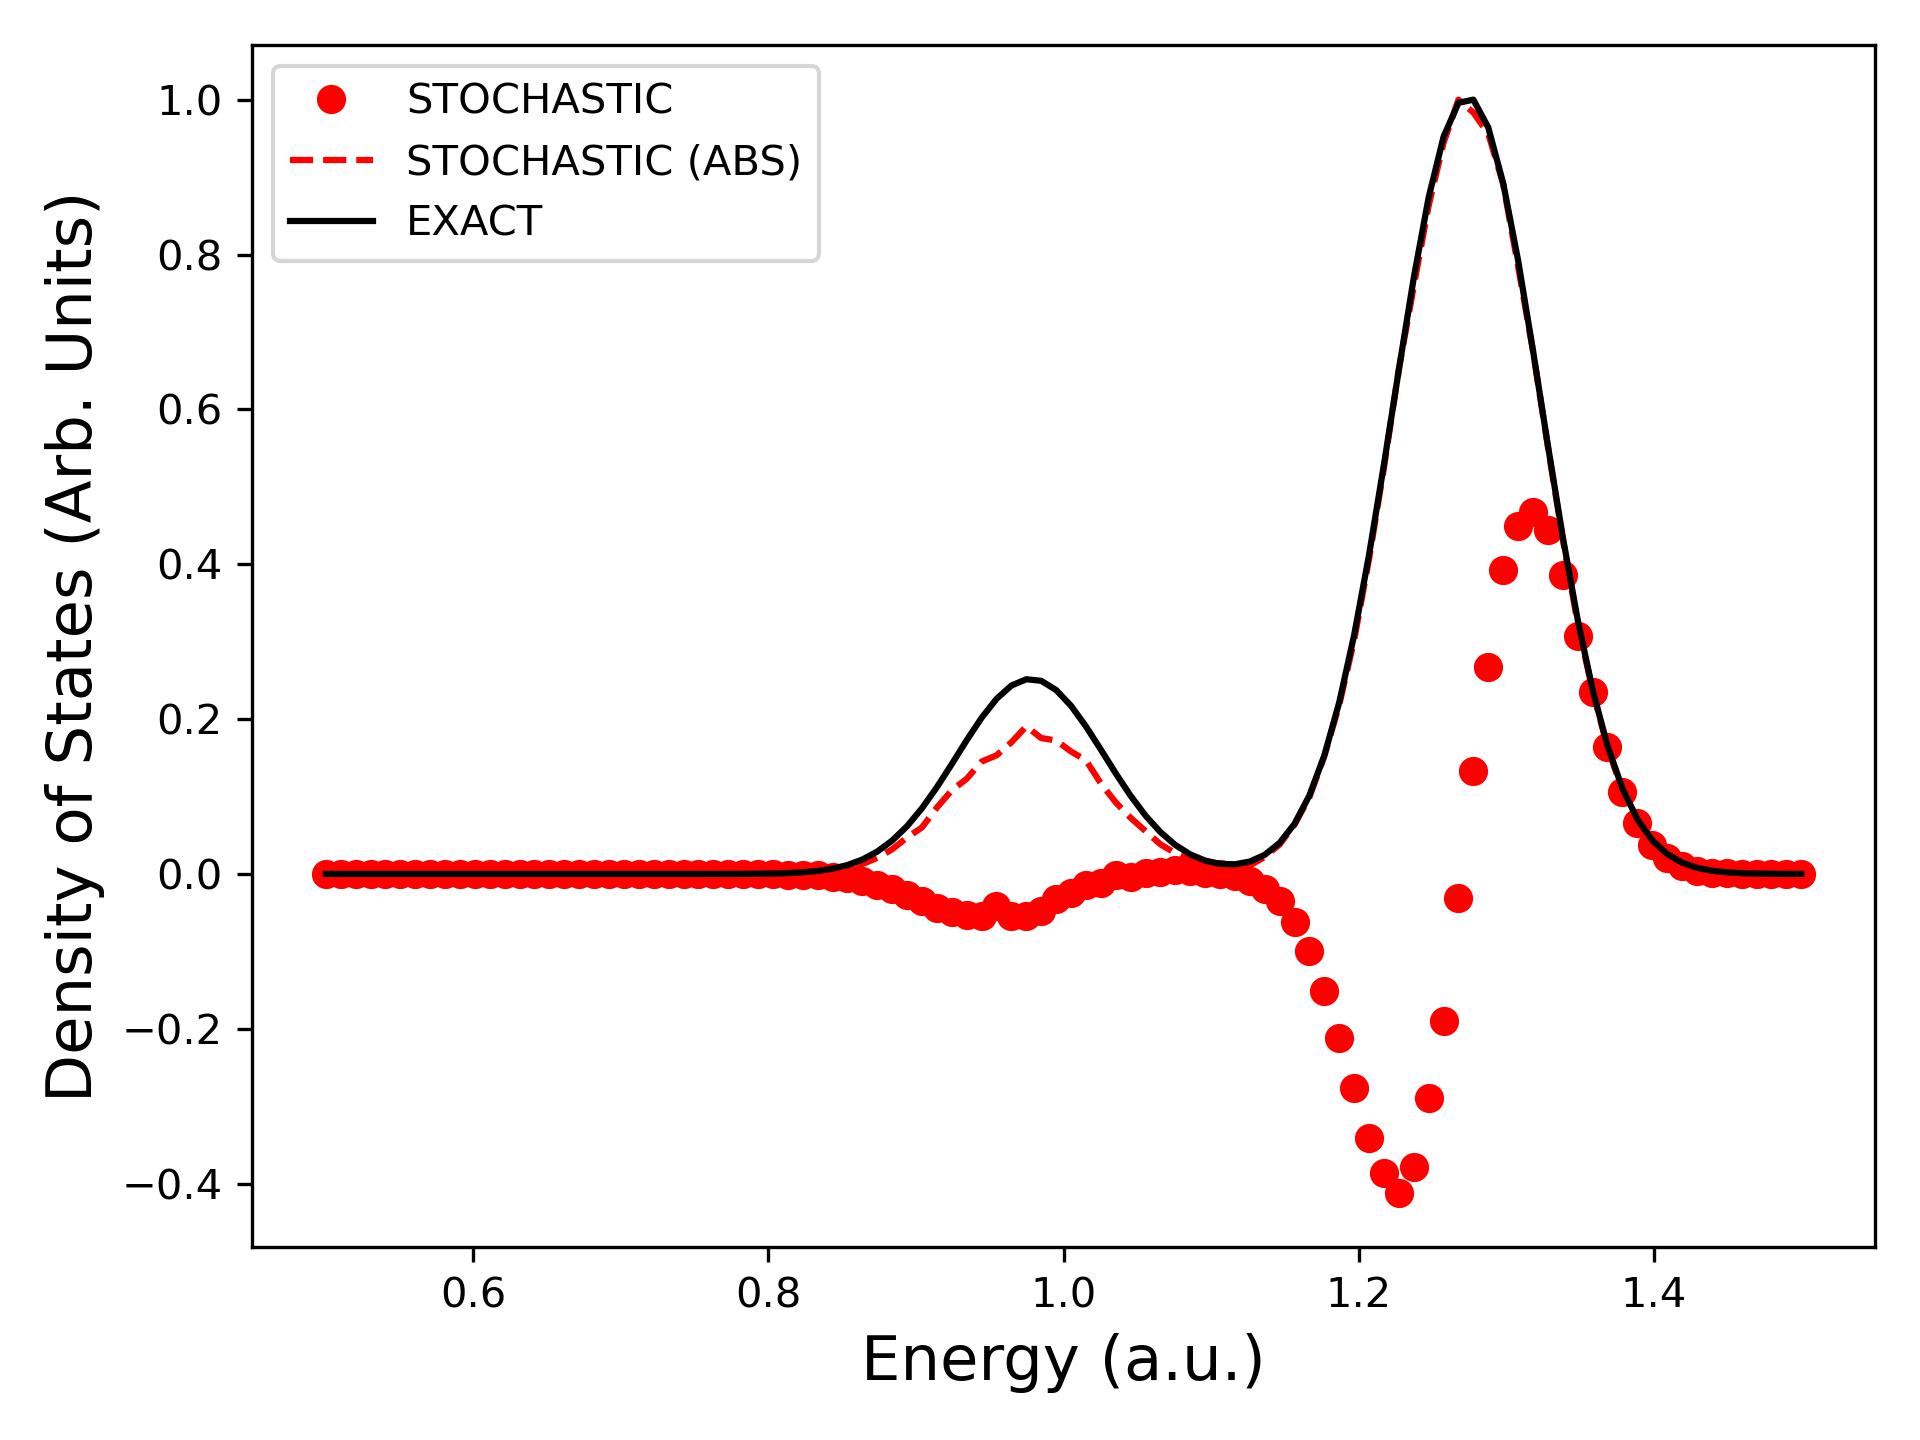 STOCHASTIC
STOCHASTIC (ABS)
EXACT
Density of States (Arb. Units)
1.0
0.8
0.6
0.4
0.2
0.0
−0.2
−0.4
0.6 0.8 1.0 1.2 1.4
Energy (a.u.)